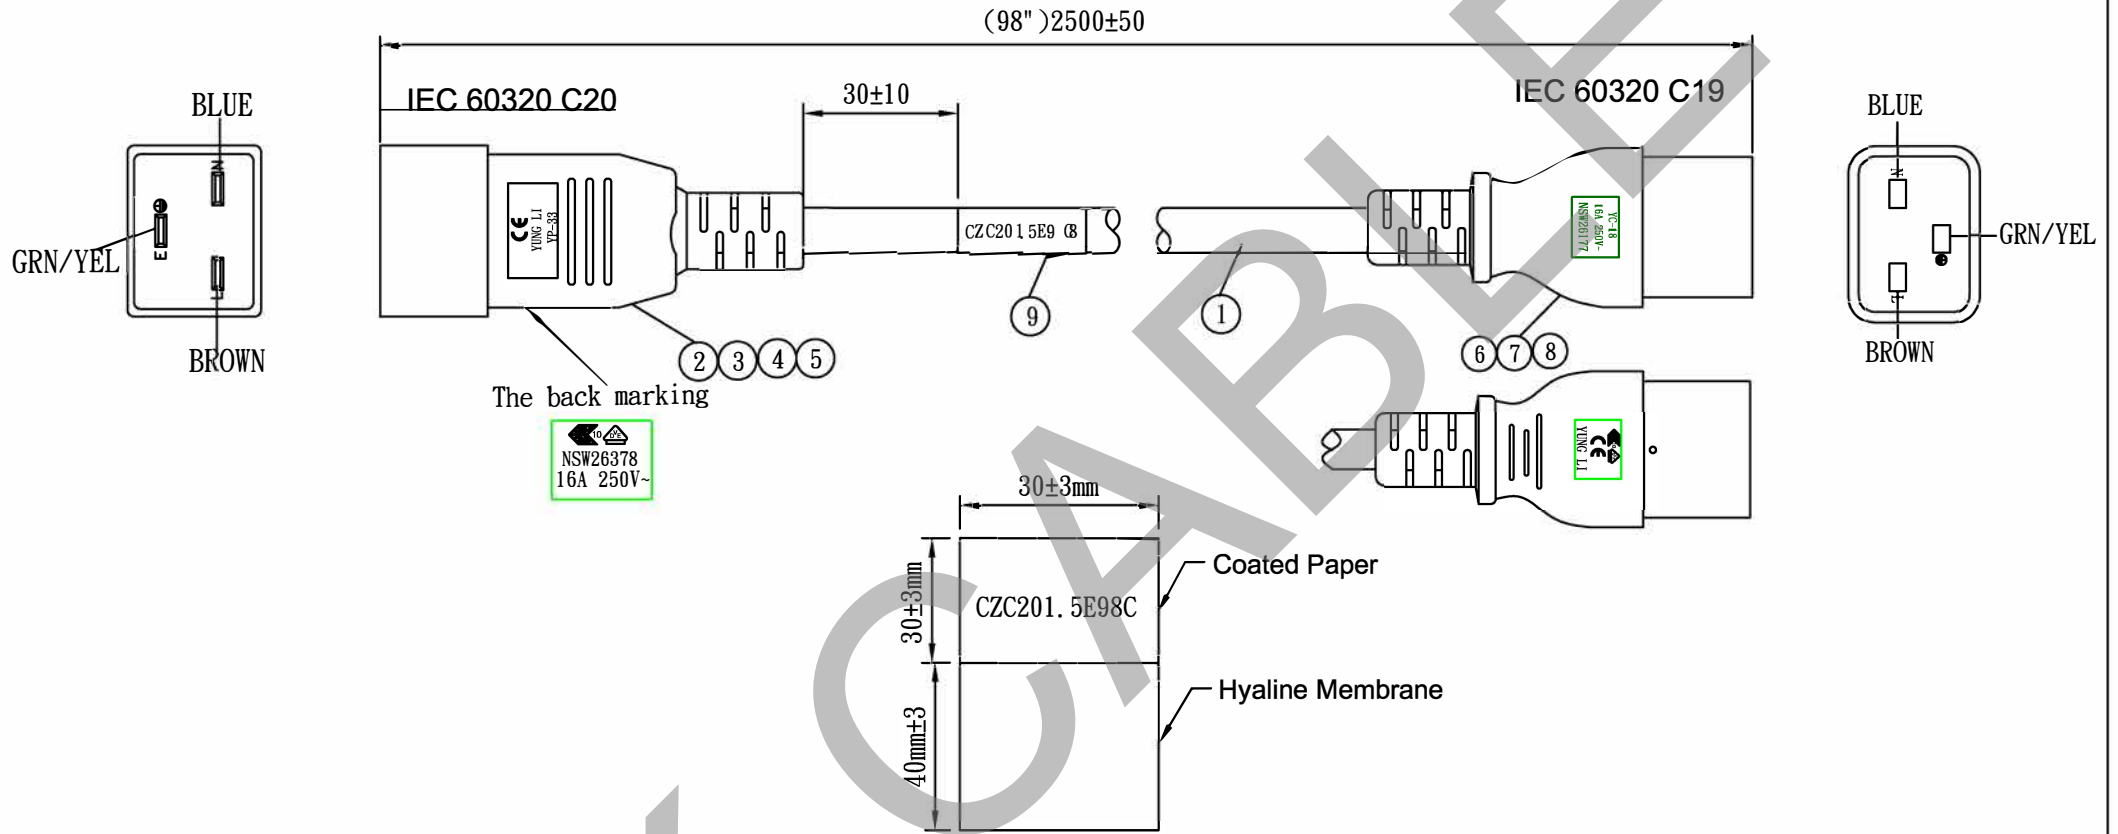 (98")2500±50
IEC 60320 C20
30±10
IEC 60320 C19
BLUE
BLUE
N
N
GRN/YEL
E
L
BROWN
CE
YUNG LI
YP-33
CZC2015E9
YC-18
16A 250V~
NSW26177
GRN/YEL
L
BROWN
9
1
2
3
4
5
6
7
8
The back marking
10
VDE
NSW26378
16A 250V~
CE
YUNG LI
30±3mm
30±3mm
CZC201.5E98C
Coated Paper
40mm±3
Hyaline Membrane
CABLE